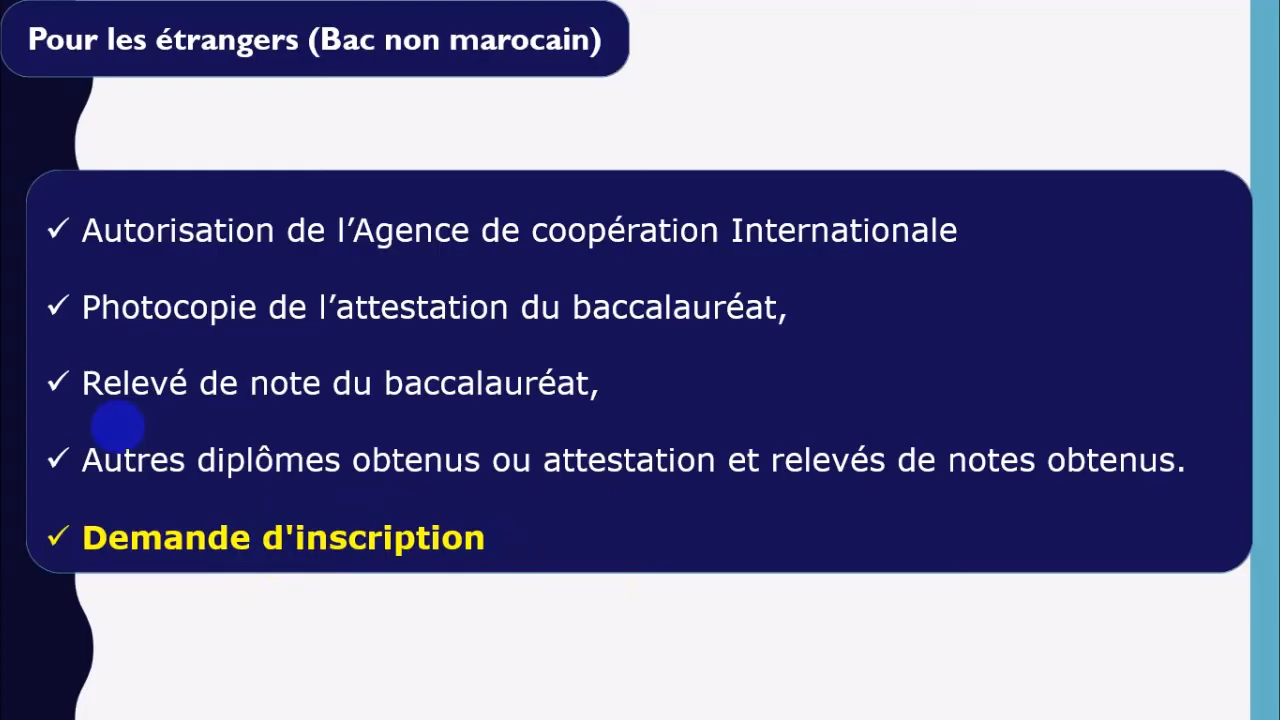 Pour les étrangers (Bac non marocain)
✓ Autorisation de l’Agence de coopération Internationale
✓ Photocopie de l’attestation du baccalauréat,
✓ Relevé de note du baccalauréat,
✓ Autres diplômes obtenus ou attestation et relevés de notes obtenus.
✓ Demande d'inscription